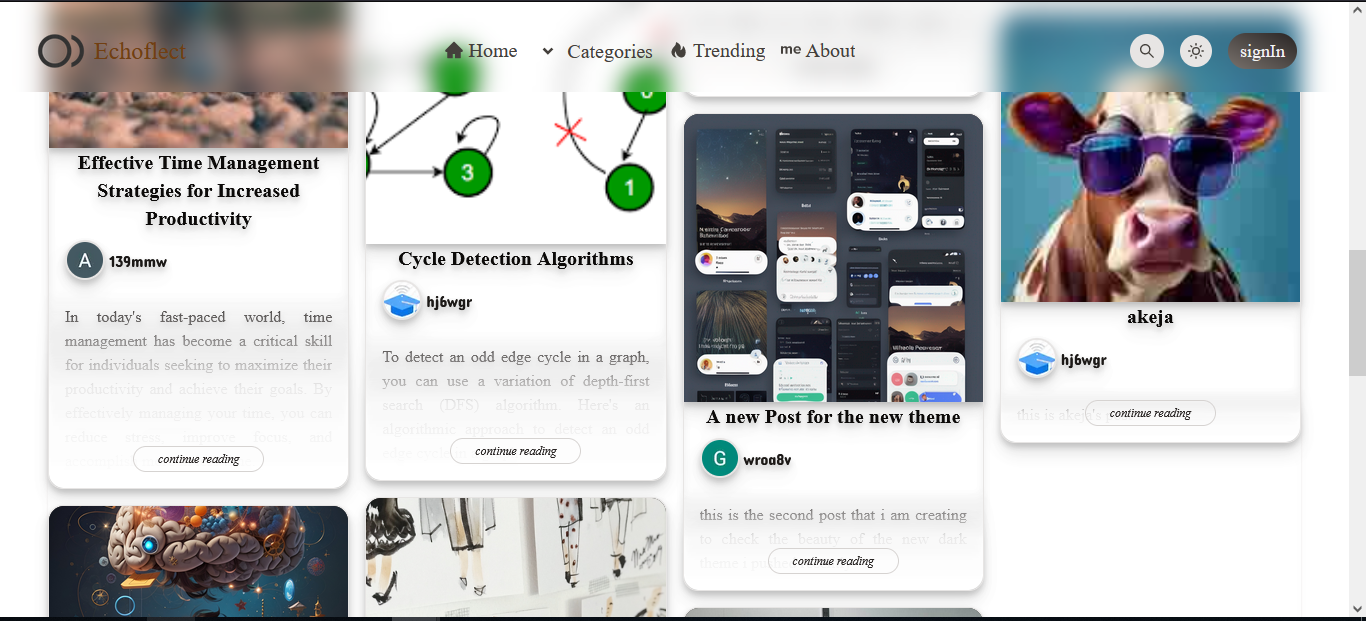 Echoflect
Home
Categories
Trending
me About
signIn
Effective Time Management
Strategies for Increased
Productivity
A 139mmw
In today's fast-paced world, time
management has become a critical skill
for individuals seeking to maximize their
productivity and achieve their goals. By
effectively managing your time, you can
reduce stress, improve focus, and
continue reading
3
1
Cycle Detection Algorithms
hj6wgr
To detect an odd edge cycle in a graph,
you can use a variation of depth-first
search (DFS) algorithm. Here's an
algorithmic approach to detect an odd
continue reading
A new Post for the new theme
G wroa8v
this is the second post that i am creating
to check the beauty of the new dark
theme i
continue reading
akeja
hj6wgr
this is
continue reading